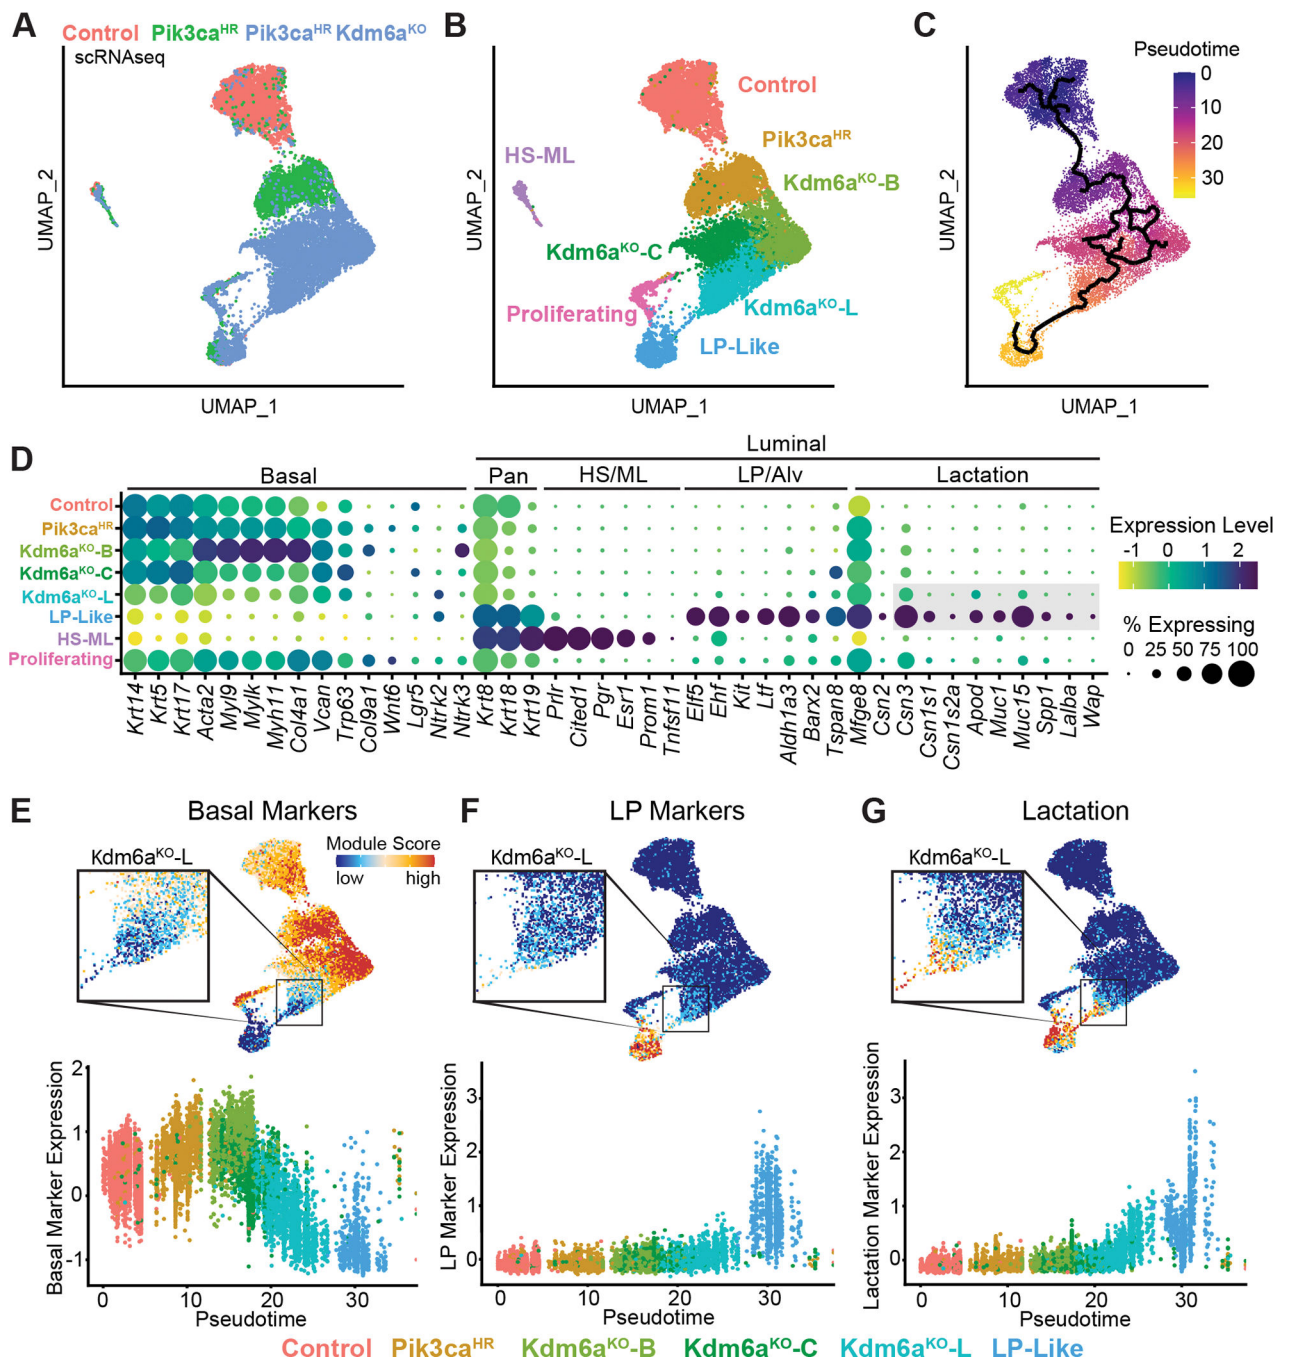 A
Control Pik3caHR Pik3caHR Kdm6aKO
scRNAseq
UMAP_2
UMAP_1
B
Control
Pik3caHR
HS-ML
Kdm6aKO-B
Kdm6aKO-C
Proliferating
Kdm6aKO-L
LP-Like
UMAP_2
UMAP_1
C
Pseudotime
0
10
20
30
UMAP_2
UMAP_1
D
Luminal
Basal Pan HS/ML LP/Alv Lactation
Control
Pik3caHR
Kdm6aKO-B
Kdm6aKO-C
Kdm6aKO-L
LP-Like
HS-ML
Proliferating
Krt14 Krt5 Krt17 Acta2 Myl9 Mylk Myh11 Col4a1 Vcan Trp63 Col9a1 Wnt6 Lgr5 Ntrk2 Ntrk3 Krt8 Krt18 Krt19 Prlr Cited1 Pgr Esr1 Prom1 Tnfsf11 Elf5 Ehf Kit Ltf Aldh1a3 Barx2 Tspan8 Mfge8 Csn2 Csn3 Csn1s1 Csn1s2a Apod Muc1 Muc15 Spp1 Lalba Wap
Expression Level
-1 0 1 2
% Expressing
0 25 50 75 100
E
Basal Markers
Module Score
low high
Kdm6aKO-L
Basal Marker Expression
2
1
0
-1
0 10 20 30
Pseudotime
F
LP Markers
Kdm6aKO-L
LP Marker Expression
3
2
1
0
0 10 20 30
Pseudotime
G
Lactation
Kdm6aKO-L
Lactation Marker Expression
3
2
1
0
0 10 20 30
Pseudotime
Control Pik3caHR Kdm6aKO-B Kdm6aKO-C Kdm6aKO-L LP-Like